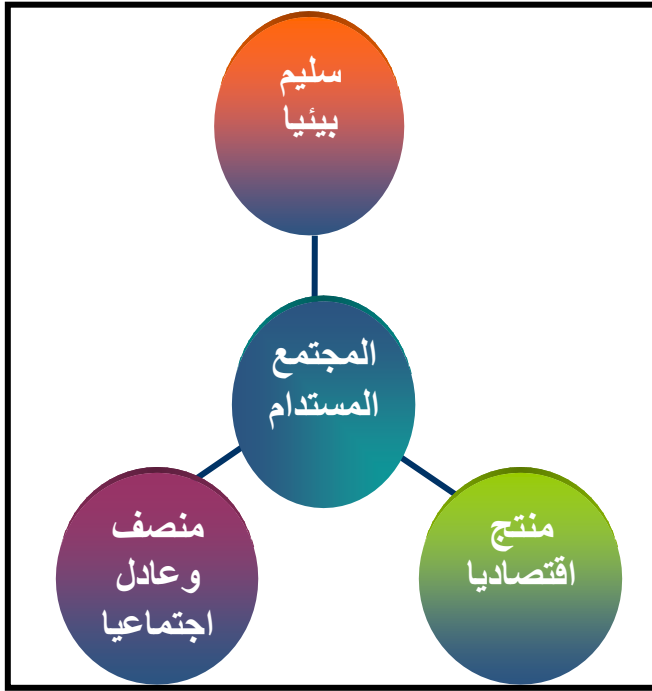 سليم
بيئيا
المجتمع
المستدام
منصف
وعادل
اجتماعيا
منتج
اقتصاديا